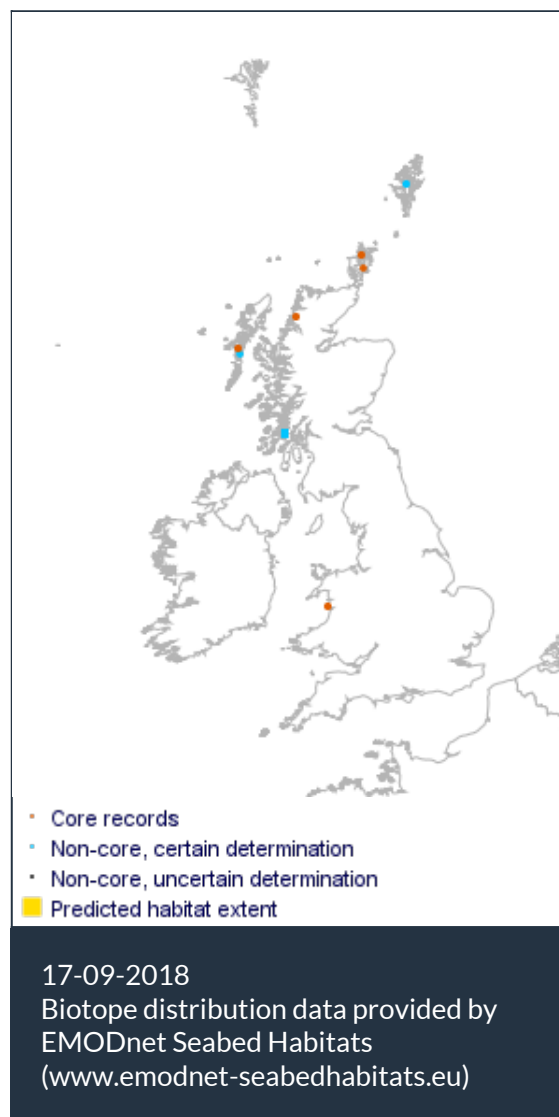 Core records
Non-core, certain determination
Non-core, uncertain determination
Predicted habitat extent
17-09-2018
Biotope distribution data provided by
EMODnet Seabed Habitats
(www.emodnet-seabedhabitats.eu)